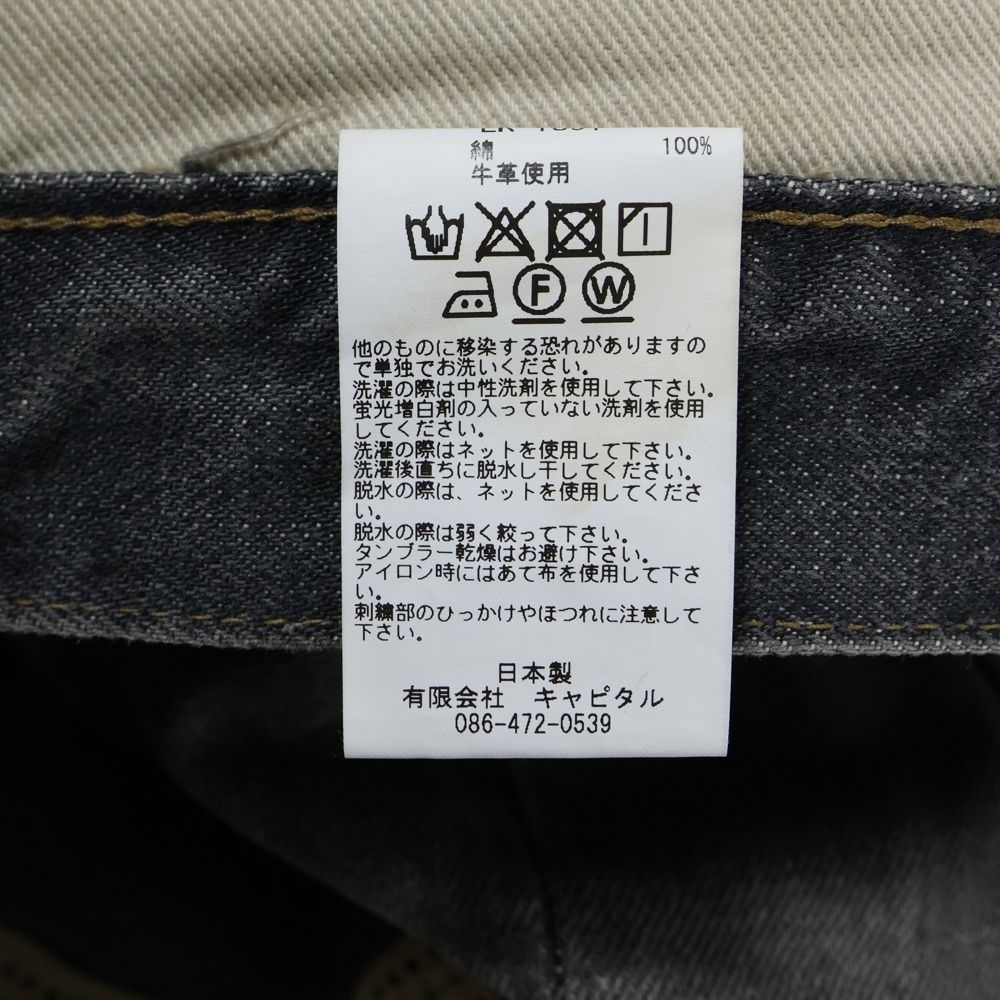 綿 100%
牛革使用
F W
他のものに移染する恐れがありますの
で単独でお洗いください。
洗濯の際は中性洗剤を使用して下さい。
蛍光増白剤の入っていない洗剤を使用
してください。
洗濯の際はネットを使用して下さい。
洗濯後直ちに脱水し干してください。
脱水の際は、ネットを使用してくださ
い。
脱水の際は弱く絞って下さい。
タンブラー乾燥はお避け下さい。
アイロン時にはあて布を使用して下さ
い。
刺繍部のひっかけやほつれに注意して
下さい。
日本製
有限会社 キャピタル
086-472-0539